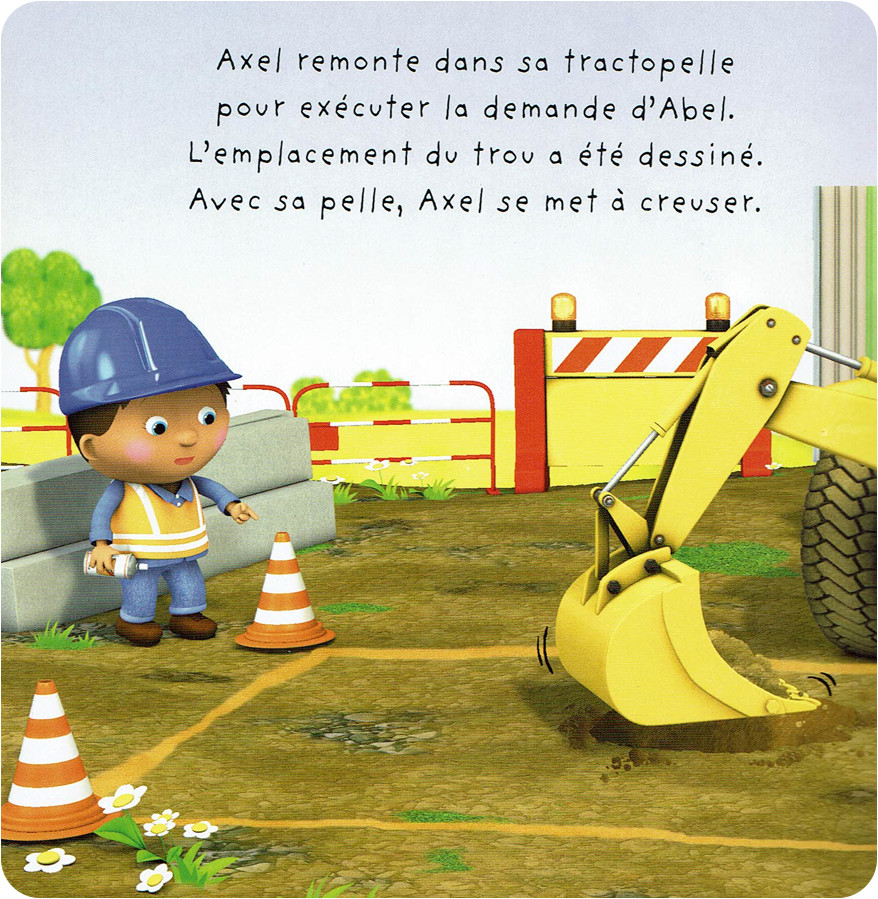 Axel remonte dans sa tractopelle
pour exécuter la demande d'Abel.
L'emplacement du trou a été dessiné.
Avec sa pelle, Axel se met à creuser.